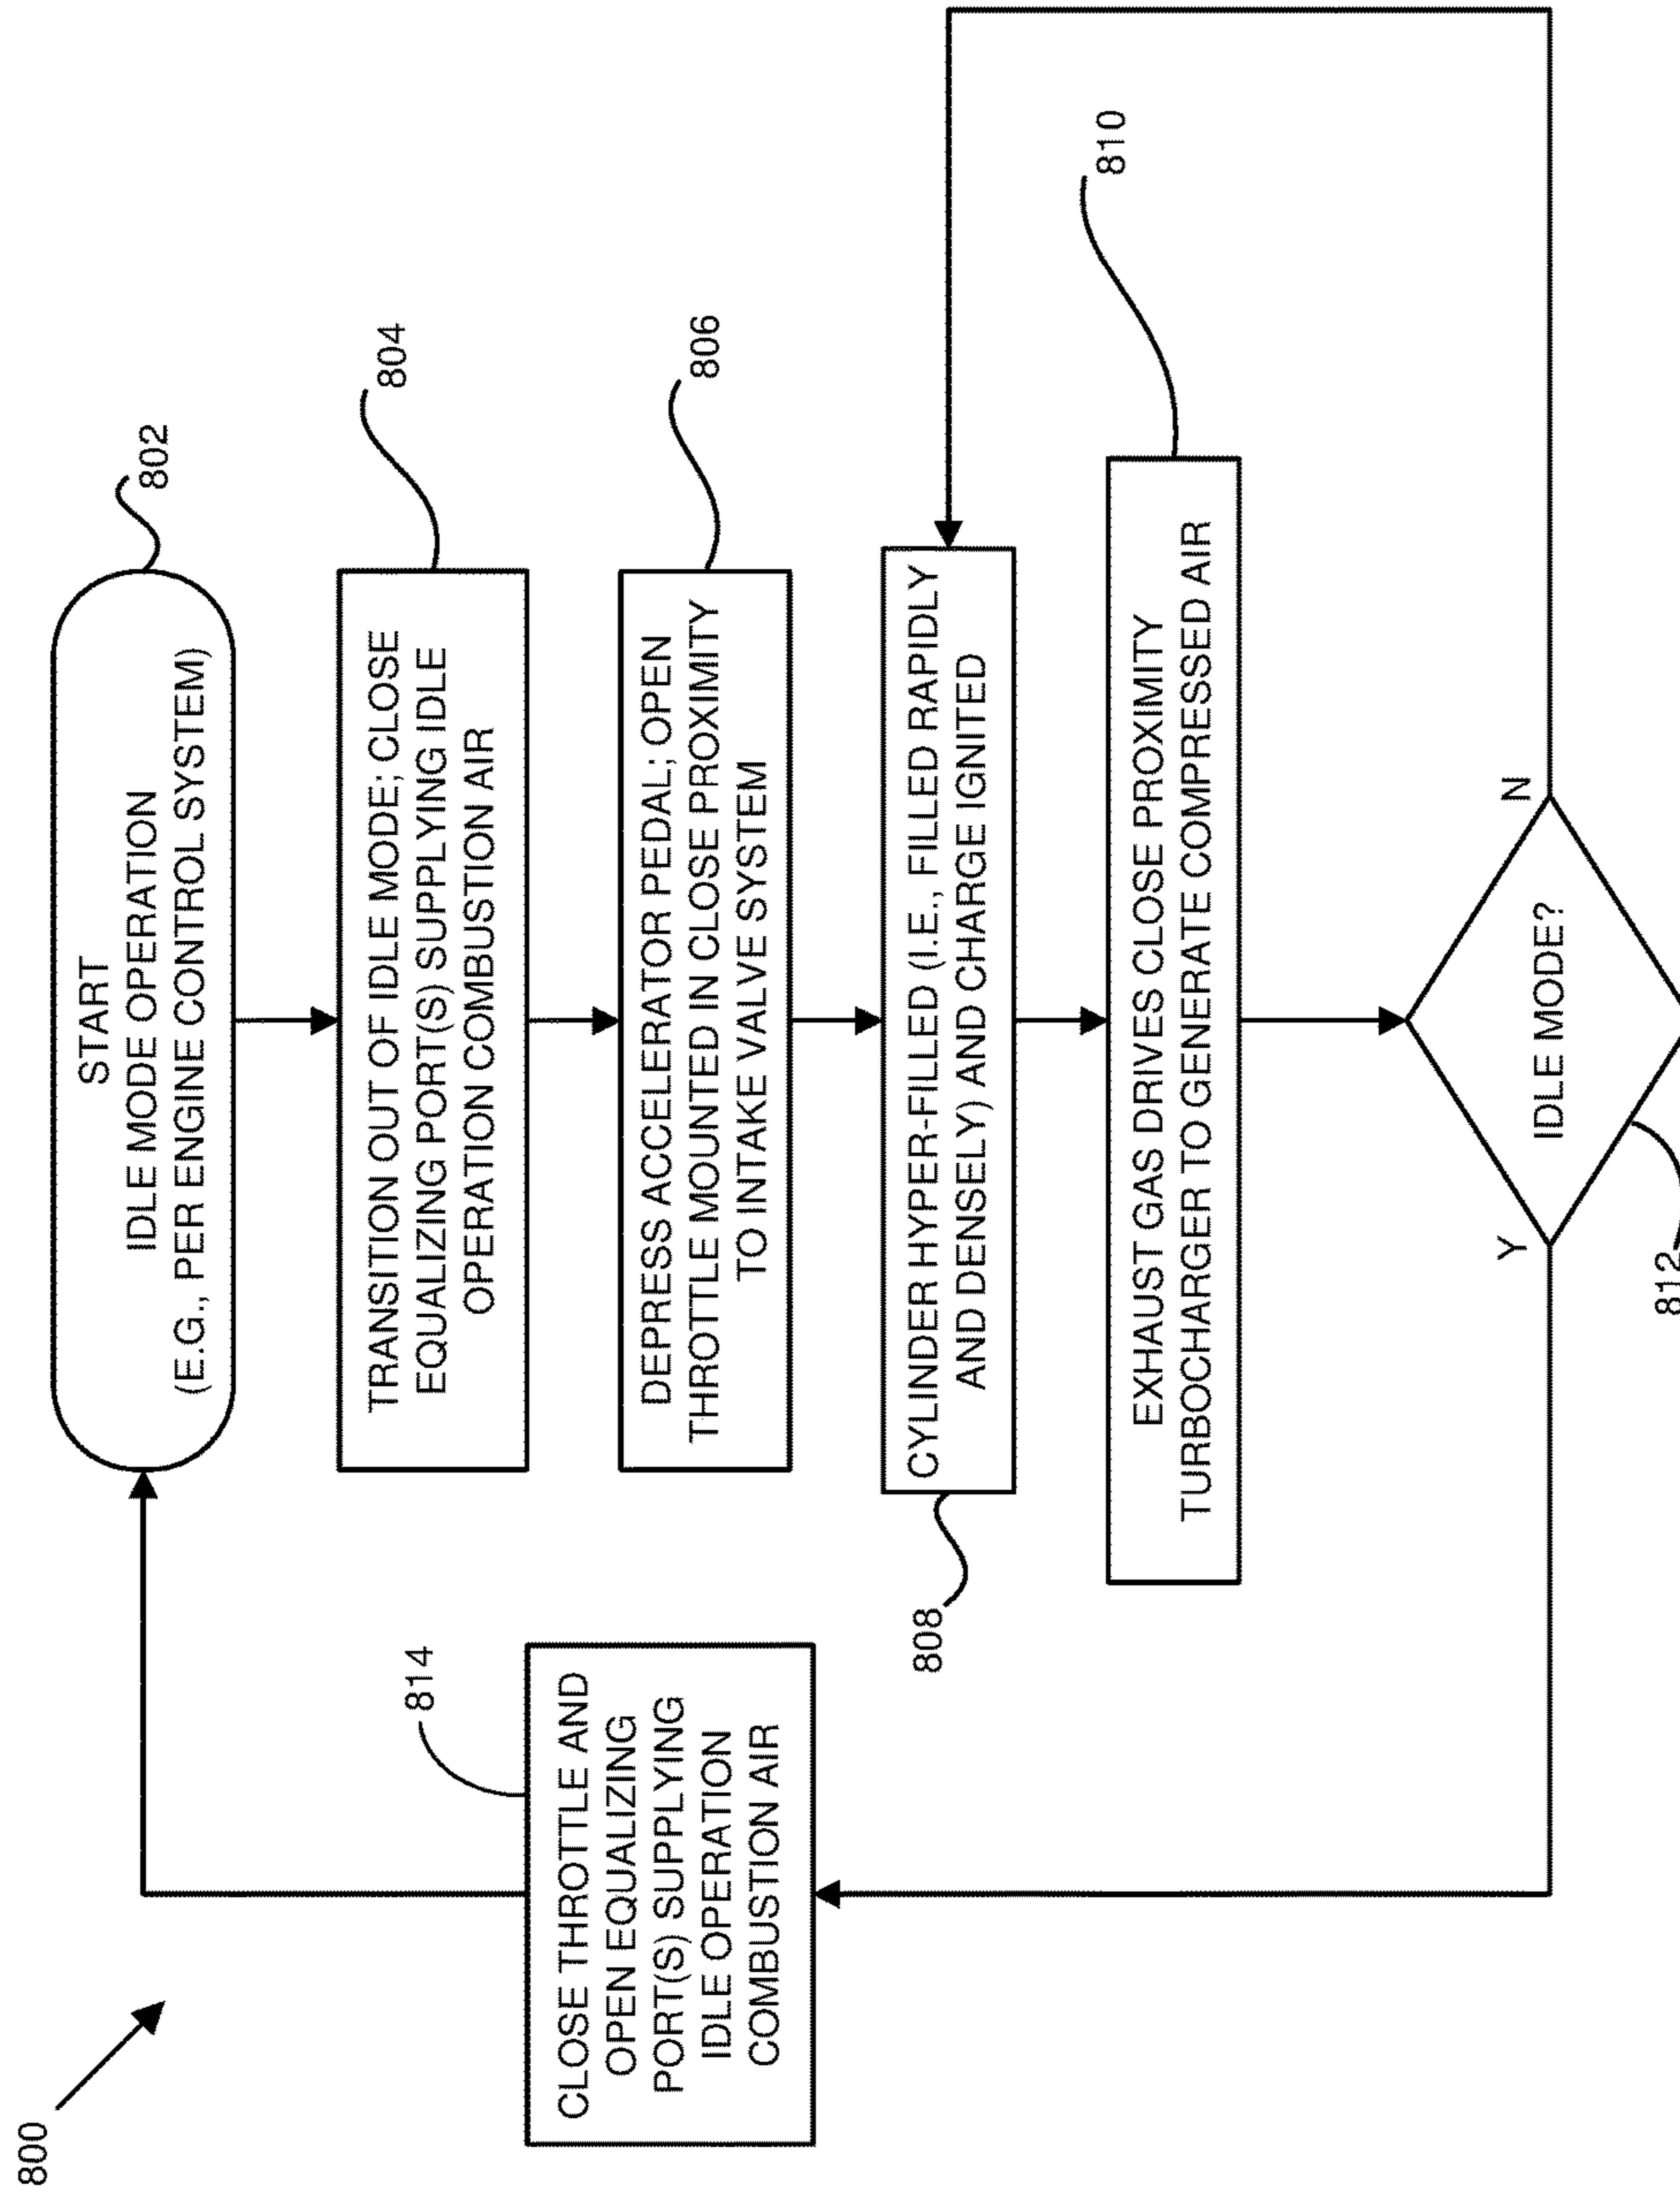 800
START
IDLE MODE OPERATION
(E.G., PER ENGINE CONTROL SYSTEM)
802
TRANSITION OUT OF IDLE MODE; CLOSE
EQUALIZING PORT(S) SUPPLYING IDLE
OPERATION COMBUSTION AIR
804
DEPRESS ACCELERATOR PEDAL; OPEN
THROTTLE MOUNTED IN CLOSE PROXIMITY
TO INTAKE VALVE SYSTEM
806
CYLINDER HYPER-FILLED (I.E., FILLED RAPIDLY
AND DENSELY) AND CHARGE IGNITED
808
EXHAUST GAS DRIVES CLOSE PROXIMITY
TURBOCHARGER TO GENERATE COMPRESSED AIR
810
IDLE MODE?
Y
N
812
CLOSE THROTTLE AND
OPEN EQUALIZING
PORT(S) SUPPLYING
IDLE OPERATION
COMBUSTION AIR
814